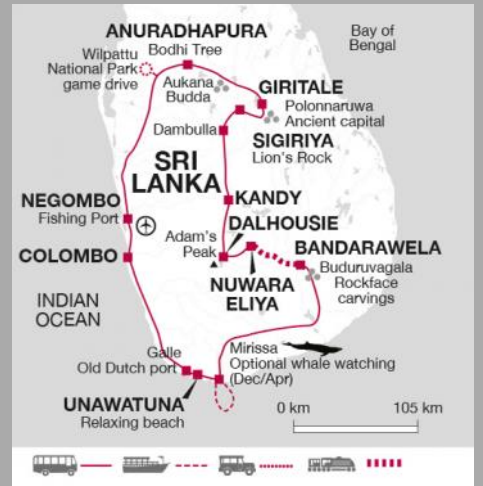 ANURADHAPURA
Bodhi Tree
Bay of
Bengal
Wilpattu
National Park
game drive
Aukana
Budda
GIRITALE
Polonnaruwa
Ancient capital
Dambulla
SIGIRIYA
Lion's Rock
SRI
LANKA
KANDY
NEGOMBO
Fishing Port
DALHOUSIE
Adam's
Peak
BANDARAWELA
COLOMBO
Buduruvagala
Rockface
carvings
NUWARA
ELIYA
INDIAN
OCEAN
Galle
Old Dutch port
Mirissa
Optional whale watching
(Dec/Apr)
UNAWATUNA
Relaxing beach
0 km
105 km